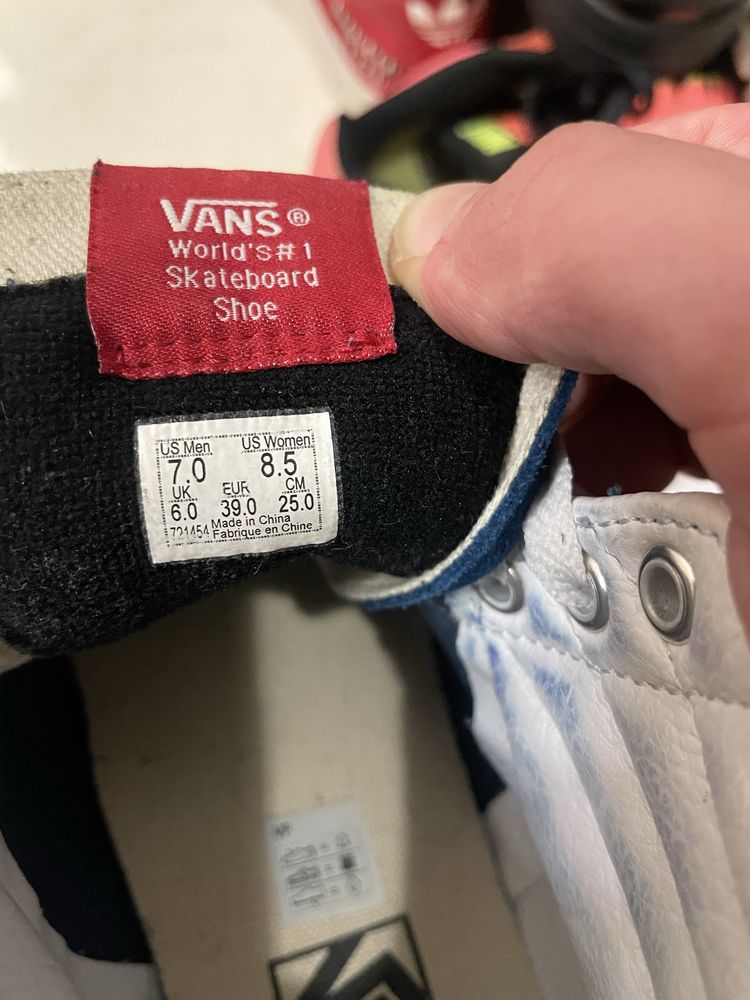 VANS®
World's#1
Skateboard
Shoe
US Men US Women
7.0 8.5
UK EUR CM
6.0 39.0 25.0
721454 Made in China
Fabrique en Chine